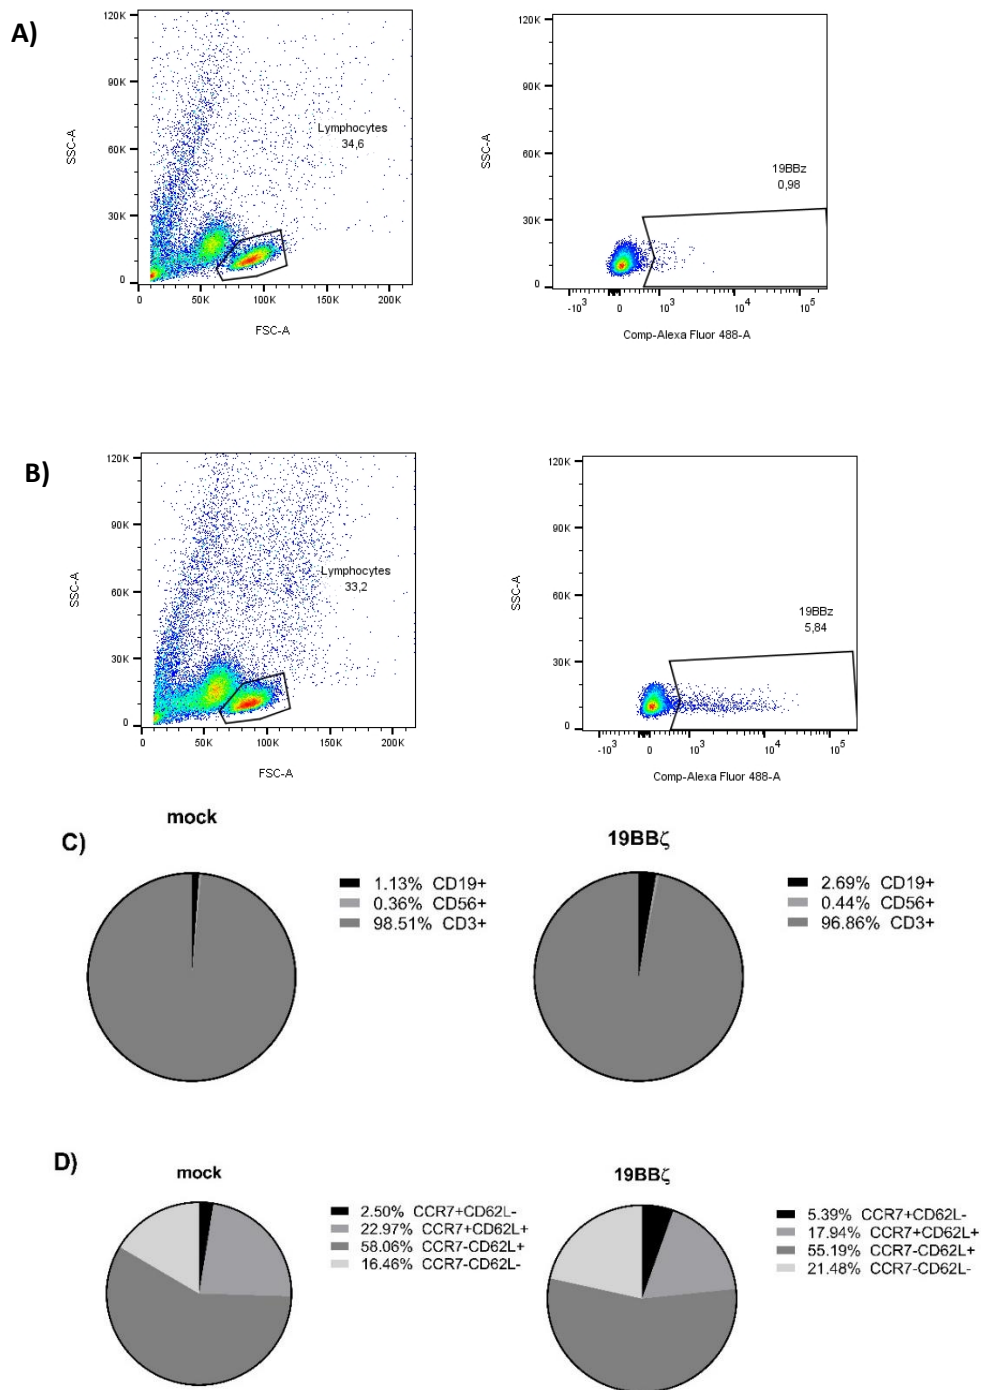 A)
120K
90K
60K
30K
0
SSC-A
Lymphocytes
34,6
0 50K 100K 150K 200K
FSC-A
120K
90K
60K
30K
0
SSC-A
19BBz
0,98
-10^3 0 10^3 10^4 10^5
Comp-Alexa Fluor 488-A
B)
120K
90K
60K
30K
0
SSC-A
Lymphocytes
33,2
0 50K 100K 150K 200K
FSC-A
120K
90K
60K
30K
0
SSC-A
19BBz
5,84
-10^3 0 10^3 10^4 10^5
Comp-Alexa Fluor 488-A
C)
mock
1.13% CD19+
0.36% CD56+
98.51% CD3+
19BBζ
2.69% CD19+
0.44% CD56+
96.86% CD3+
D)
mock
2.50% CCR7+CD62L-
22.97% CCR7+CD62L+
58.06% CCR7-CD62L+
16.46% CCR7-CD62L-
19BBζ
5.39% CCR7+CD62L-
17.94% CCR7+CD62L+
55.19% CCR7-CD62L+
21.48% CCR7-CD62L-